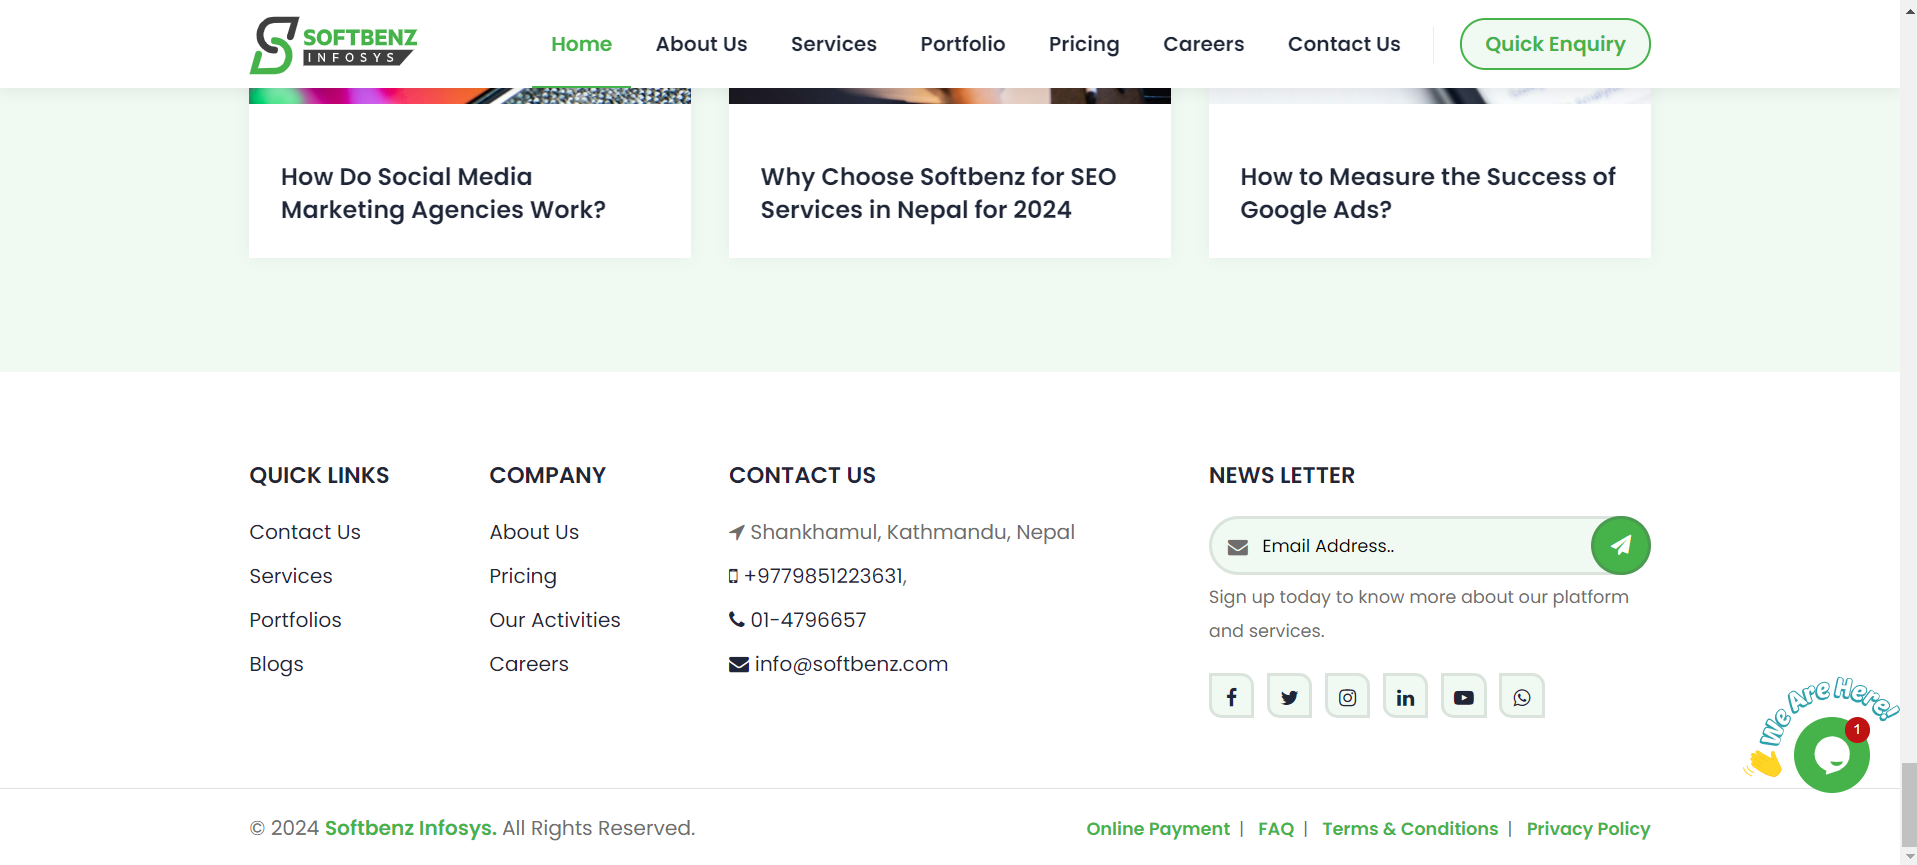 SOFTBENZ
INFOSYS
Home About Us Services Portfolio Pricing Careers Contact Us Quick Enquiry
How Do Social Media
Marketing Agencies Work?
Why Choose Softbenz for SEO
Services in Nepal for 2024
How to Measure the Success of
Google Ads?
QUICK LINKS
Contact Us
Services
Portfolios
Blogs
COMPANY
About Us
Pricing
Our Activities
Careers
CONTACT US
Shankhamul, Kathmandu, Nepal
+9779851223631,
01-4796657
info@softbenz.com
NEWS LETTER
Email Address..
Sign up today to know more about our platform
and services.
We Are Here!
1
© 2024 Softbenz Infosys. All Rights Reserved.
Online Payment | FAQ | Terms & Conditions | Privacy Policy